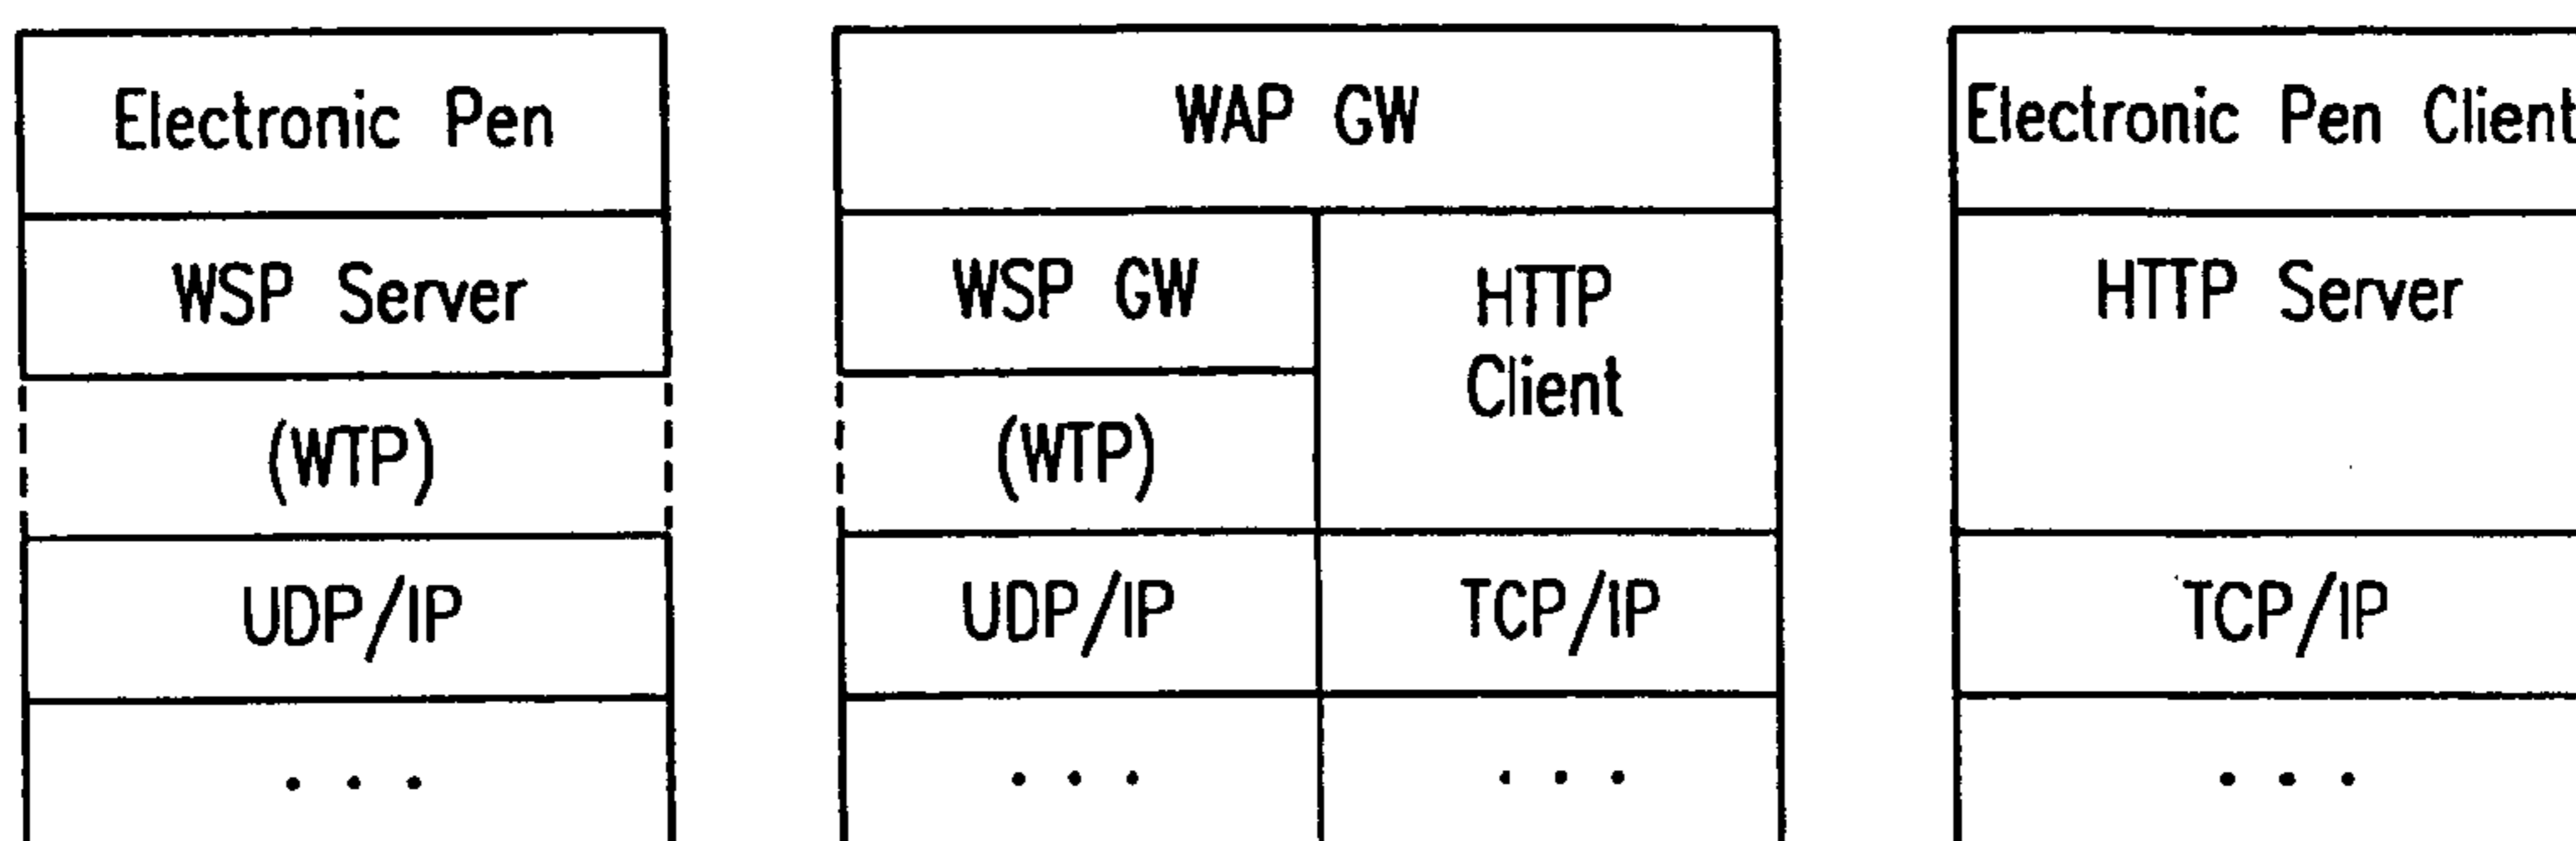 Electronic Pen
WSP Server
(WTP)
UDP/IP
. . .
WAP GW
WSP GW
(WTP)
UDP/IP
. . .
HTTP
Client
TCP/IP
. . .
Electronic Pen Client
HTTP Server
TCP/IP
. . .